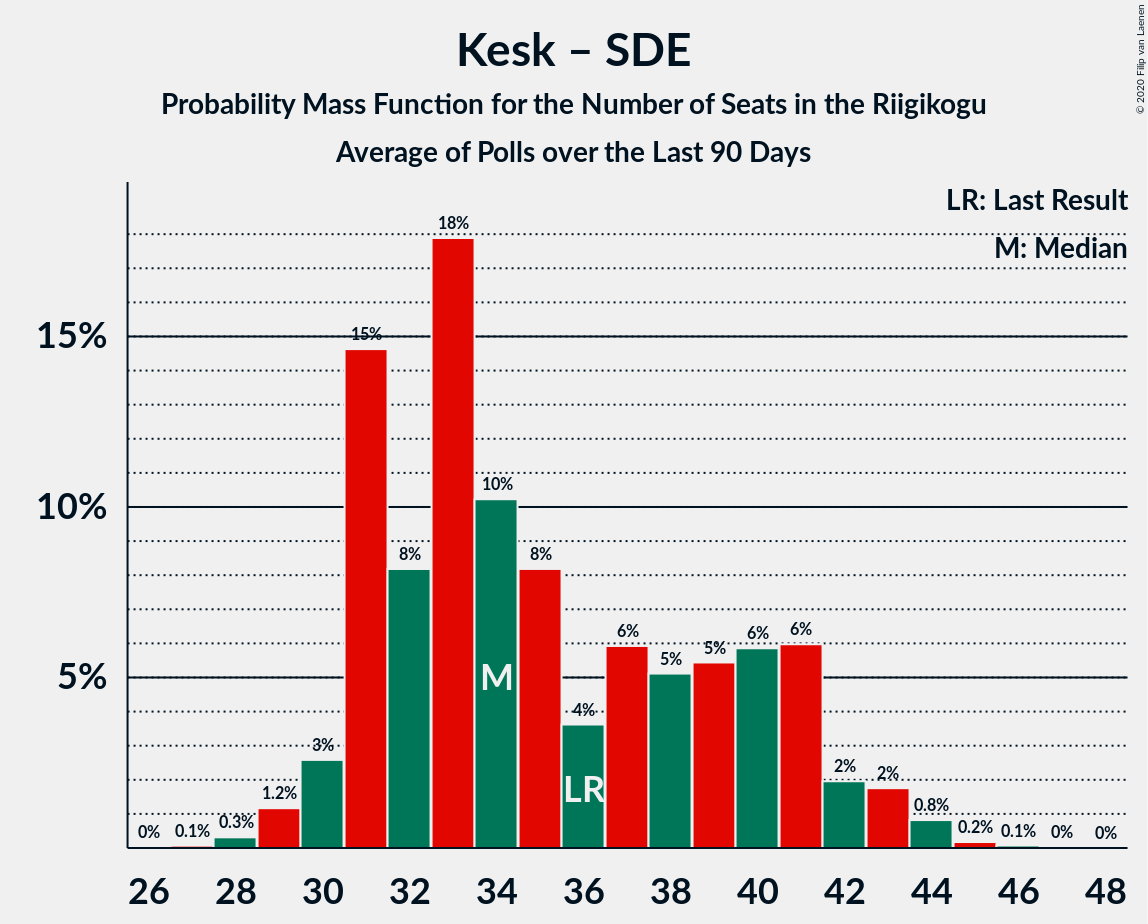 Kesk – SDE
Probability Mass Function for the Number of Seats in the Riigikogu
Average of Polls over the Last 90 Days
© 2020 Filip van Laenen
LR: Last Result
M: Median
15%
10%
5%
0%
0.1%
0.3%
1.2%
3%
15%
8%
18%
10%
8%
4%
6%
5%
5%
6%
6%
2%
2%
0.8%
0.2%
0.1%
0%
0%
M
LR
26 28 30 32 34 36 38 40 42 44 46 48